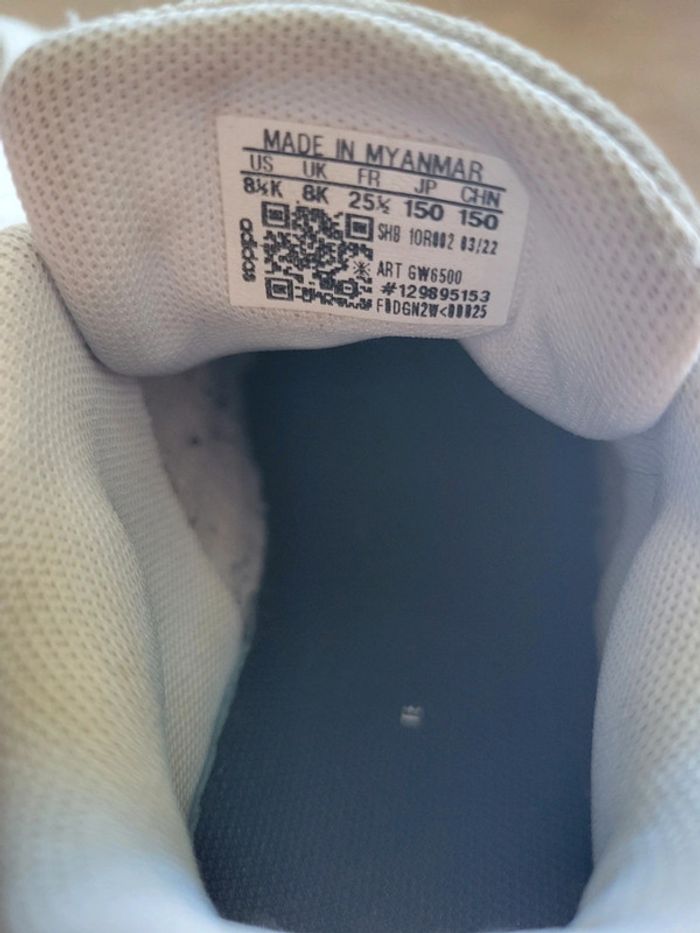 MADE IN MYANMAR
US UK FR JP CHN
8½K 8K 25½ 150 150
SHB 10R002 03/22
adidas
ART GW6500
#129895153
F0DGN2W<00025